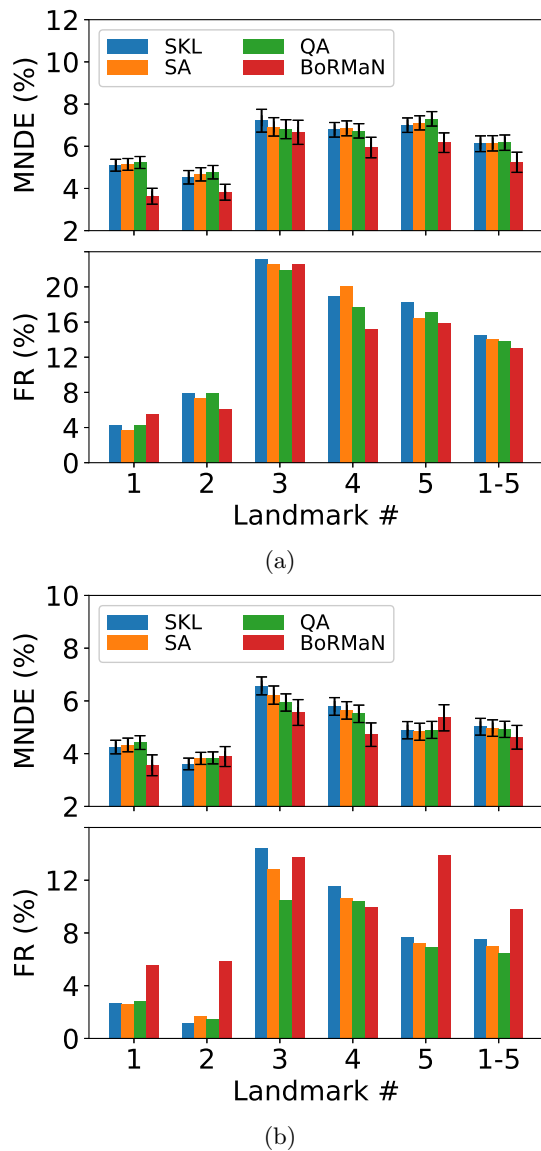 12
10
8
6
4
2
MNDE (%)
SKL QA
SA BoRMaN
20
16
12
8
4
0
FR (%)
1 2 3 4 5 1-5
Landmark #
(a)
10
8
6
4
2
MNDE (%)
SKL QA
SA BoRMaN
12
8
4
0
FR (%)
1 2 3 4 5 1-5
Landmark #
(b)